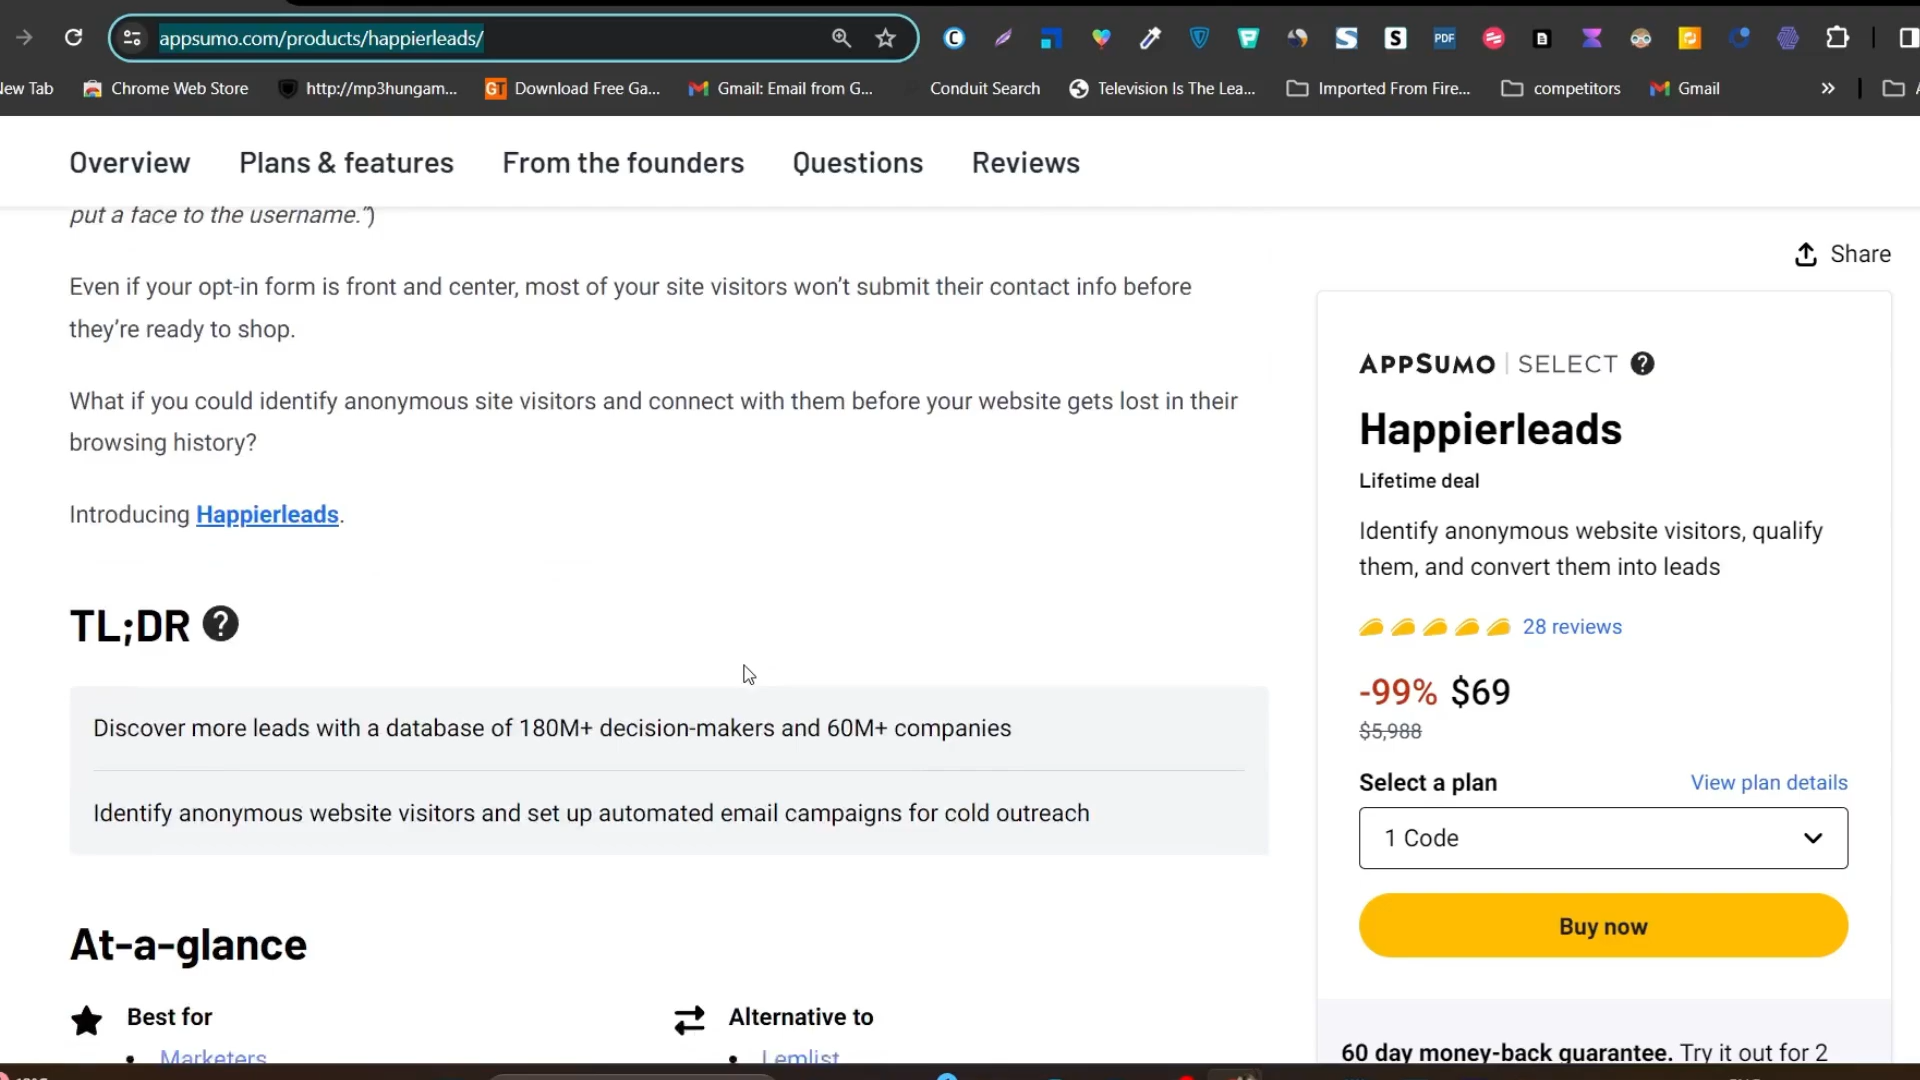 appsumo.com/products/happierleads/
New Tab
Chrome Web Store
http://mp3hungam...
Download Free Ga...
Gmail: Email from G...
Conduit Search
Television Is The Lea...
Imported From Fire...
competitors
Gmail
Overview
Plans & features
From the founders
Questions
Reviews
put a face to the username.")
Even if your opt-in form is front and center, most of your site visitors won't submit their contact info before
they're ready to shop.
What if you could identify anonymous site visitors and connect with them before your website gets lost in their
browsing history?
Introducing Happierleads.
TL;DR ?
Discover more leads with a database of 180M+ decision-makers and 60M+ companies
Identify anonymous website visitors and set up automated email campaigns for cold outreach
At-a-glance
Best for
Marketers
Alternative to
Lemlist
Share
APPSUMO | SELECT ?
Happierleads
Lifetime deal
Identify anonymous website visitors, qualify
them, and convert them into leads
28 reviews
-99% $69
$5,988
Select a plan
View plan details
1 Code
Buy now
60 day money-back guarantee. Try it out for 2